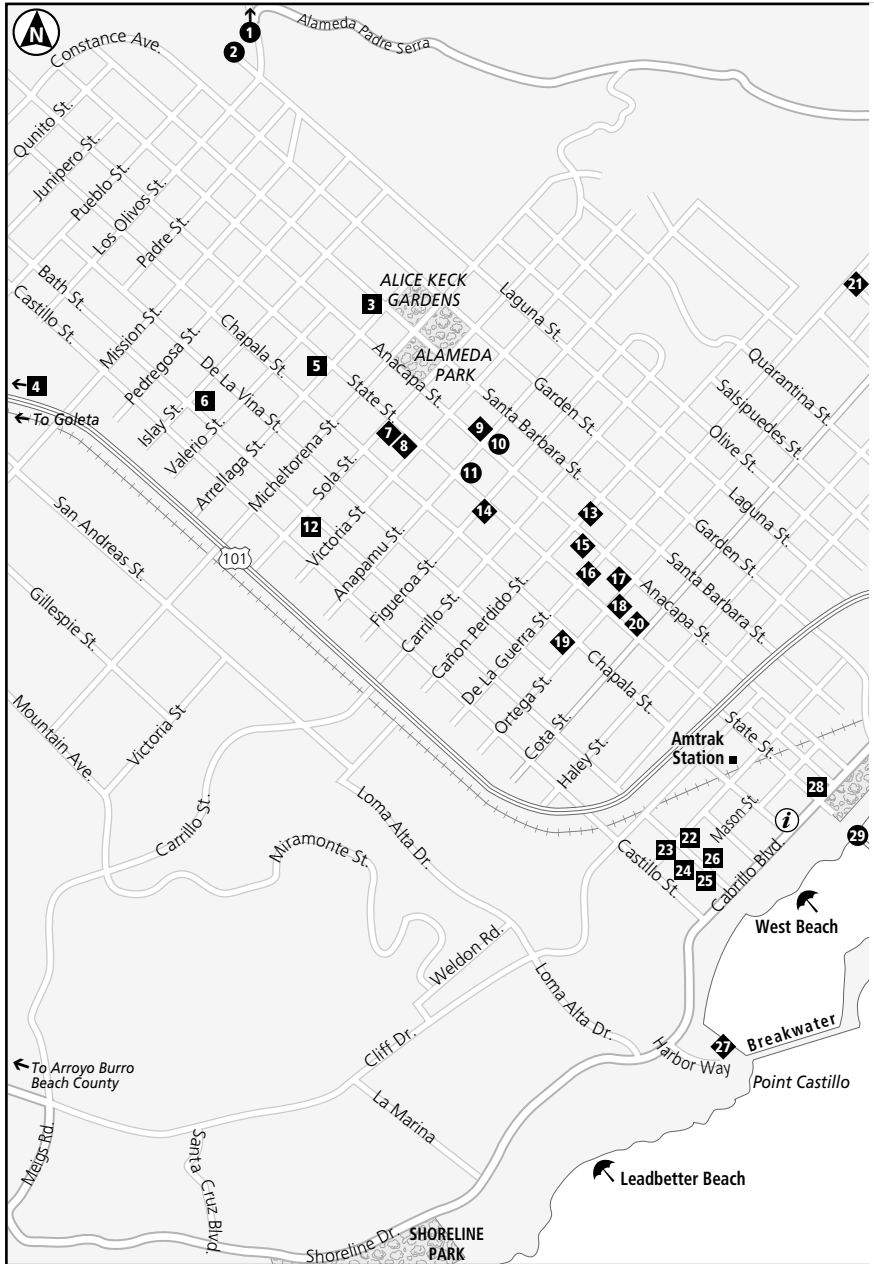 N
1
2
Alameda Padre Serra
Constance Ave.
Qunito St.
Junipero St.
Pueblo St.
Los Olivos St.
Padre St.
Bath St.
Castillo St.
Mission St.
Pedregosa St.
ALICE KECK
GARDENS
3
ALAMEDA
PARK
Laguna St.
21
4
To Goleta
5
6
Chapala St.
De La Vina St.
Islay St.
Valerio St.
Arrellaga St.
Micheltorena St.
State St.
Anacapa St.
7
8
Sola St.
9
10
11
Santa Barbara St.
Garden St.
Quarantina St.
Salsipuedes St.
Olive St.
Laguna St.
Garden St.
12
Victoria St
14
13
15
16
17
18
20
Santa Barbara St.
Anacapa St.
101
San Andreas St.
Anapamu St.
Figueroa St.
Carrillo St.
Cañon Perdido St.
De La Guerra St.
19
Gillespie St.
Chapala St.
Ortega St.
Cota St.
Haley St.
Mountain Ave.
Victoria St
State St.
Amtrak
Station
28
Mason St.
i
29
22
23
26
24
25
Castillo St.
Cabrillo Blvd.
Carrillo St.
Loma Alta Dr.
Miramonte St.
West Beach
Weldon Rd.
Loma Alta Dr.
Cliff Dr.
Harbor Way
27
Breakwater
Point Castillo
To Arroyo Burro
Beach County
La Marina
Meigs Rd.
Santa Cruz Blvd.
Leadbetter Beach
Shoreline Dr.
SHORELINE
PARK